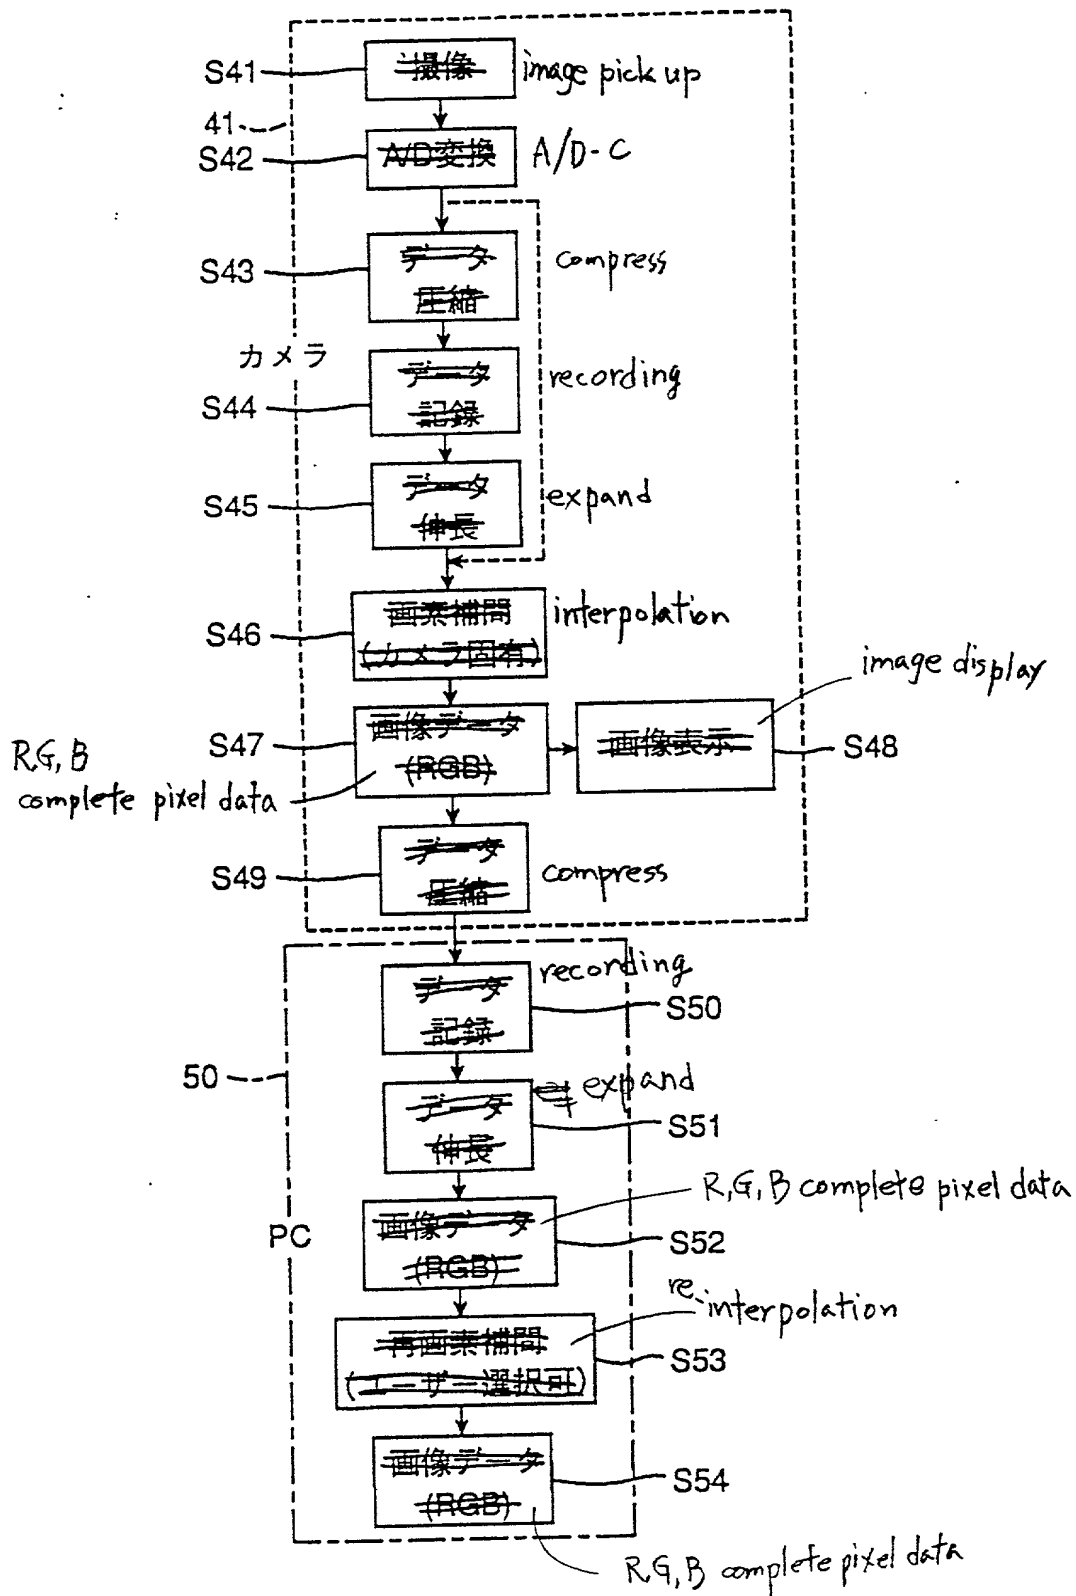 S41
撮像
image pick up
41
S42
A/D変換
A/D-C
S43
データ
圧縮
compress
カメラ
S44
データ
記録
recording
S45
データ
伸長
expand
S46
画素補間
(カメラ固有)
interpolation
S47
画像データ
(RGB)
R,G,B
complete pixel data
画像表示
image display
S48
S49
データ
圧縮
compress
データ
記録
recording
S50
50
データ
伸長
expand
S51
PC
画像データ
(RGB)
R,G,B complete pixel data
S52
再画素補間
(ユーザー選択可)
re-interpolation
S53
画像データ
(RGB)
S54
R,G,B complete pixel data